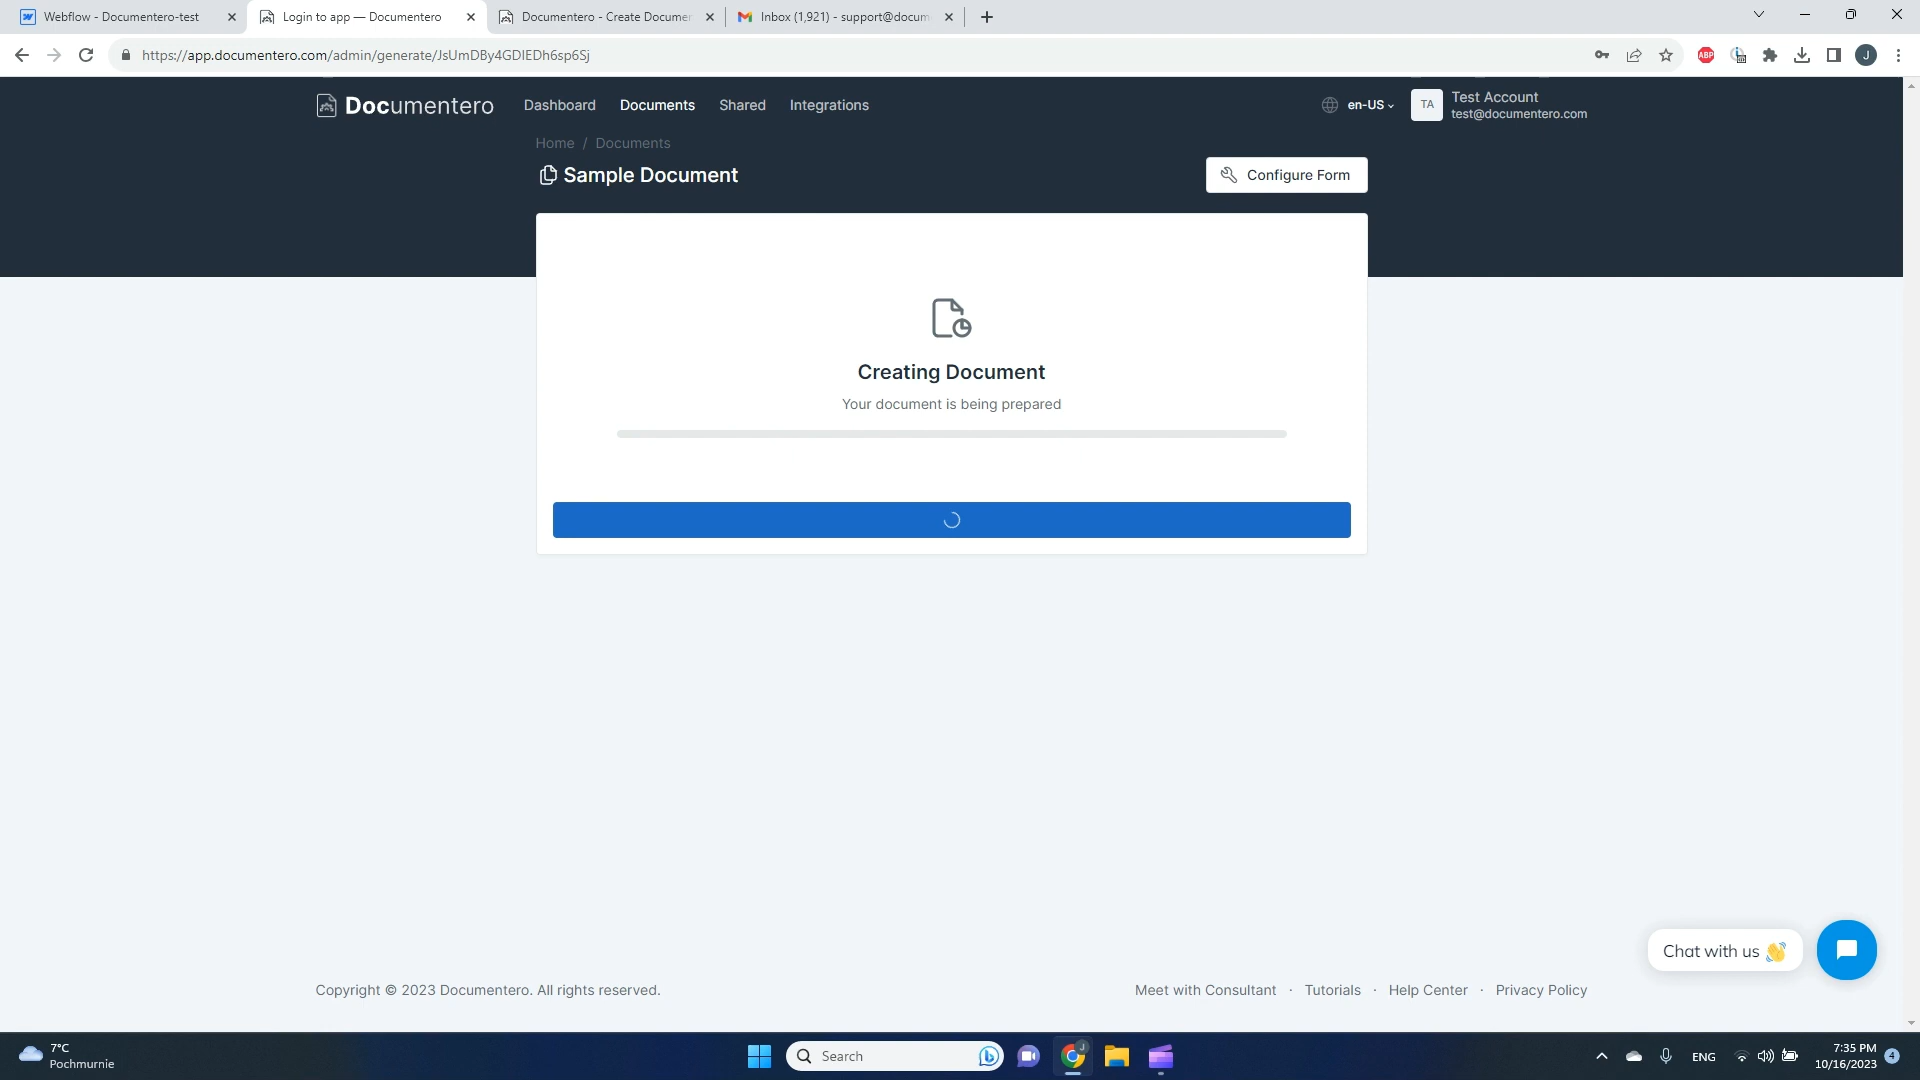 Webflow - Documentero-test
Login to app — Documentero
Documentero - Create Documen
Inbox (1,921) - support@docum
https://app.documentero.com/admin/generate/JsUmDBy4GDIEDh6sp6Sj
ABP
J
Documentero
Dashboard
Documents
Shared
Integrations
en-US
TA
Test Account
test@documentero.com
Home / Documents
Sample Document
Configure Form
Creating Document
Your document is being prepared
Chat with us 👋
Copyright © 2023 Documentero. All rights reserved.
Meet with Consultant · Tutorials · Help Center · Privacy Policy
7°C
Pochmurnie
Search
J
ENG
7:35 PM
10/16/2023
4